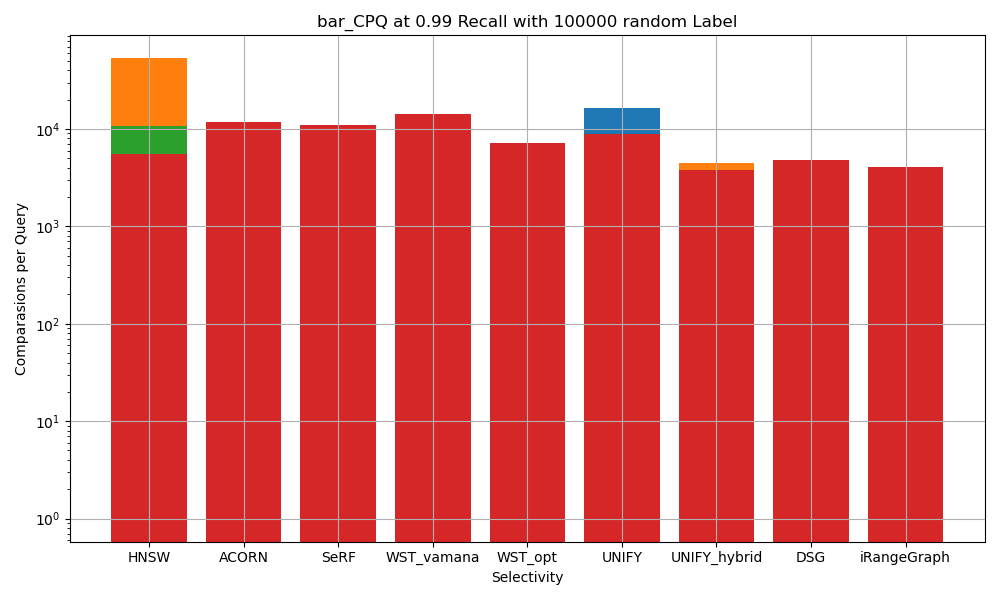 bar_CPQ at 0.99 Recall with 100000 random Label
Comparasions per Query
10^4
10^3
10^2
10^1
10^0
HNSW ACORN SeRF WST_vamana WST_opt UNIFY UNIFY_hybrid DSG iRangeGraph
Selectivity